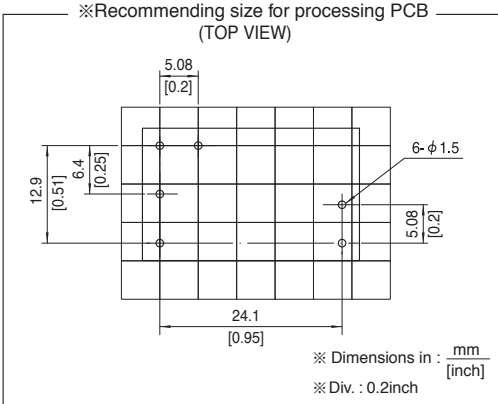 ※Recommending size for processing PCB
(TOP VIEW)
5.08
[0.2]
6-φ1.5
12.9
[0.51]
6.4
[0.25]
5.08
[0.2]
24.1
[0.95]
※ Dimensions in : mm
[inch]
※Div. : 0.2inch